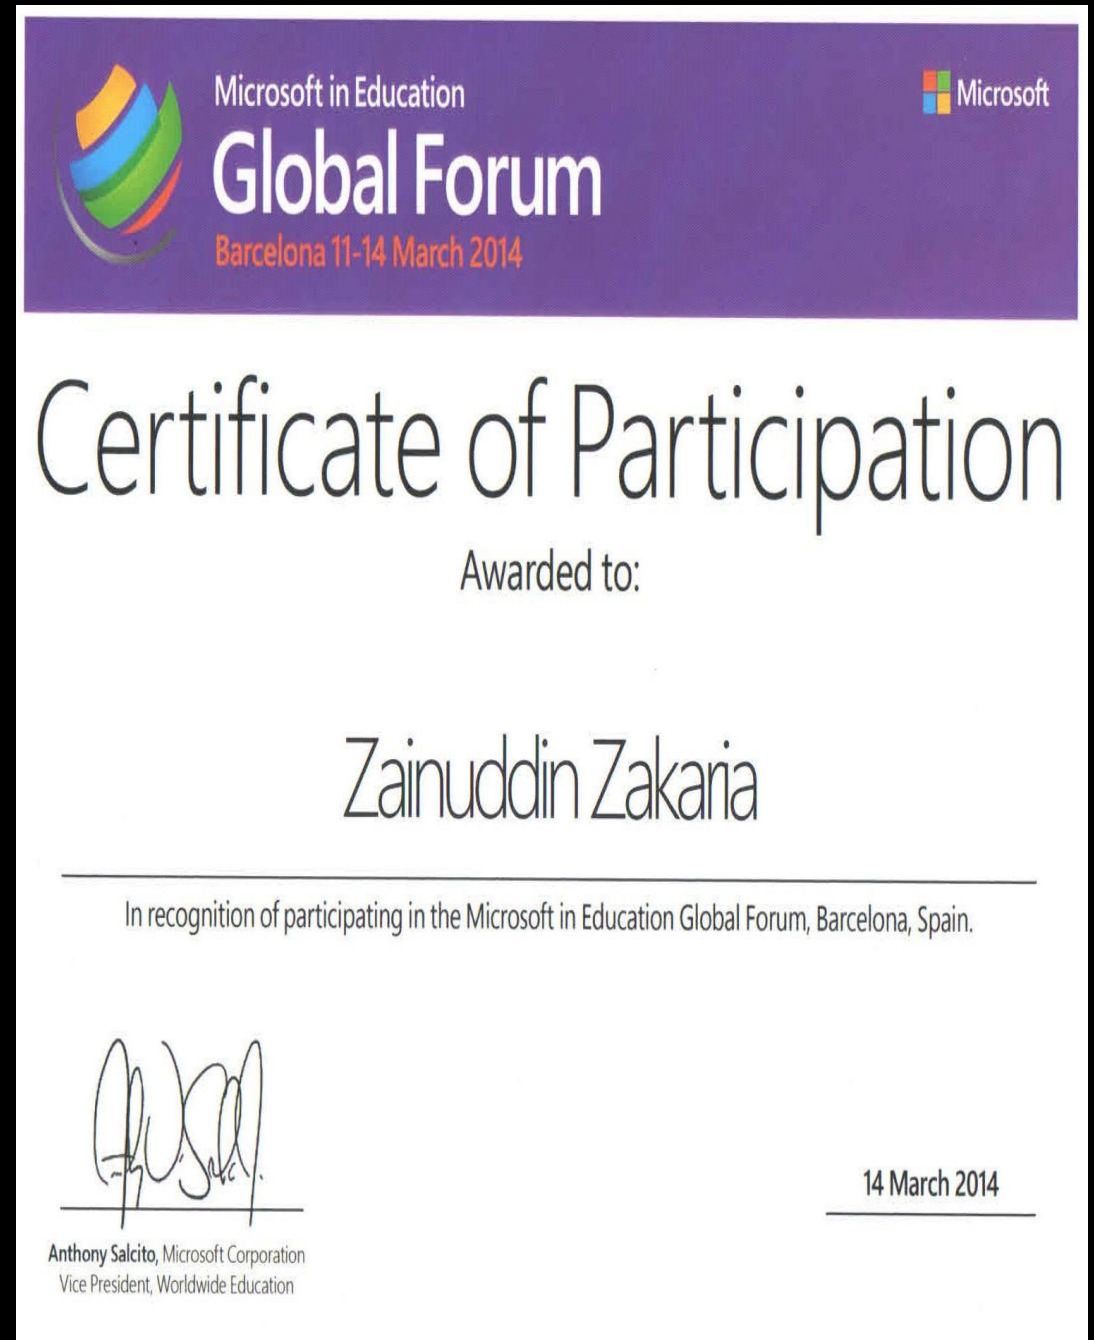 Microsoft in Education
Global Forum
Barcelona 11-14 March 2014
Microsoft
Certificate of Participation
Awarded to:
Zainuddin Zakaria
In recognition of participating in the Microsoft in Education Global Forum, Barcelona, Spain.
14 March 2014
Anthony Salcito, Microsoft Corporation
Vice President, Worldwide Education